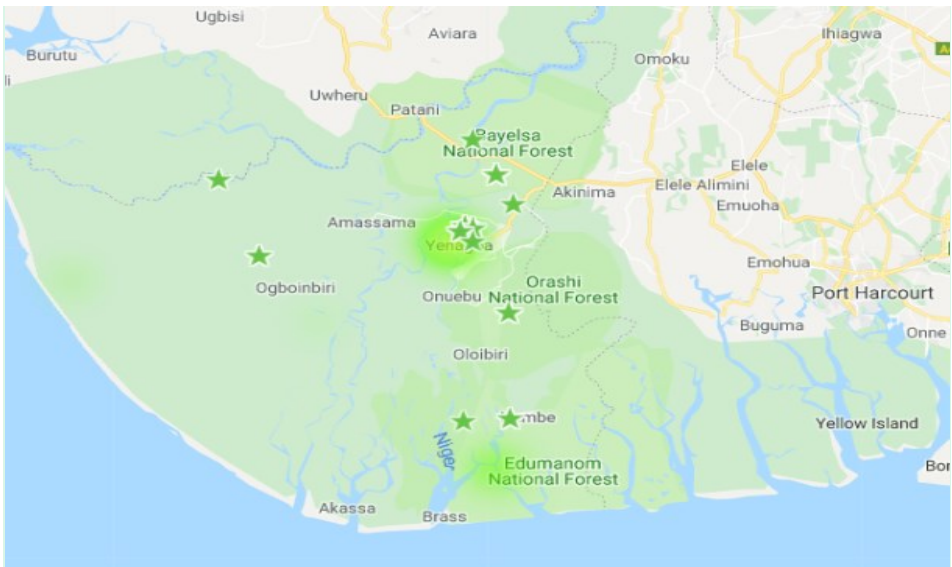 Ugbisi
Burutu
Aviara
Ihiagwa
Omoku
Uwheru
Patani
Bayelsa
National Forest
Elele
Elele Alimini
Akinima
Emuoha
Amassama
Emohua
Orashi
National Forest
Ogboinbiri
Onuebu
Port Harcourt
Buguma
Onne
Oloibiri
Yellow Island
Niger
Edumanom
National Forest
Akassa
Brass